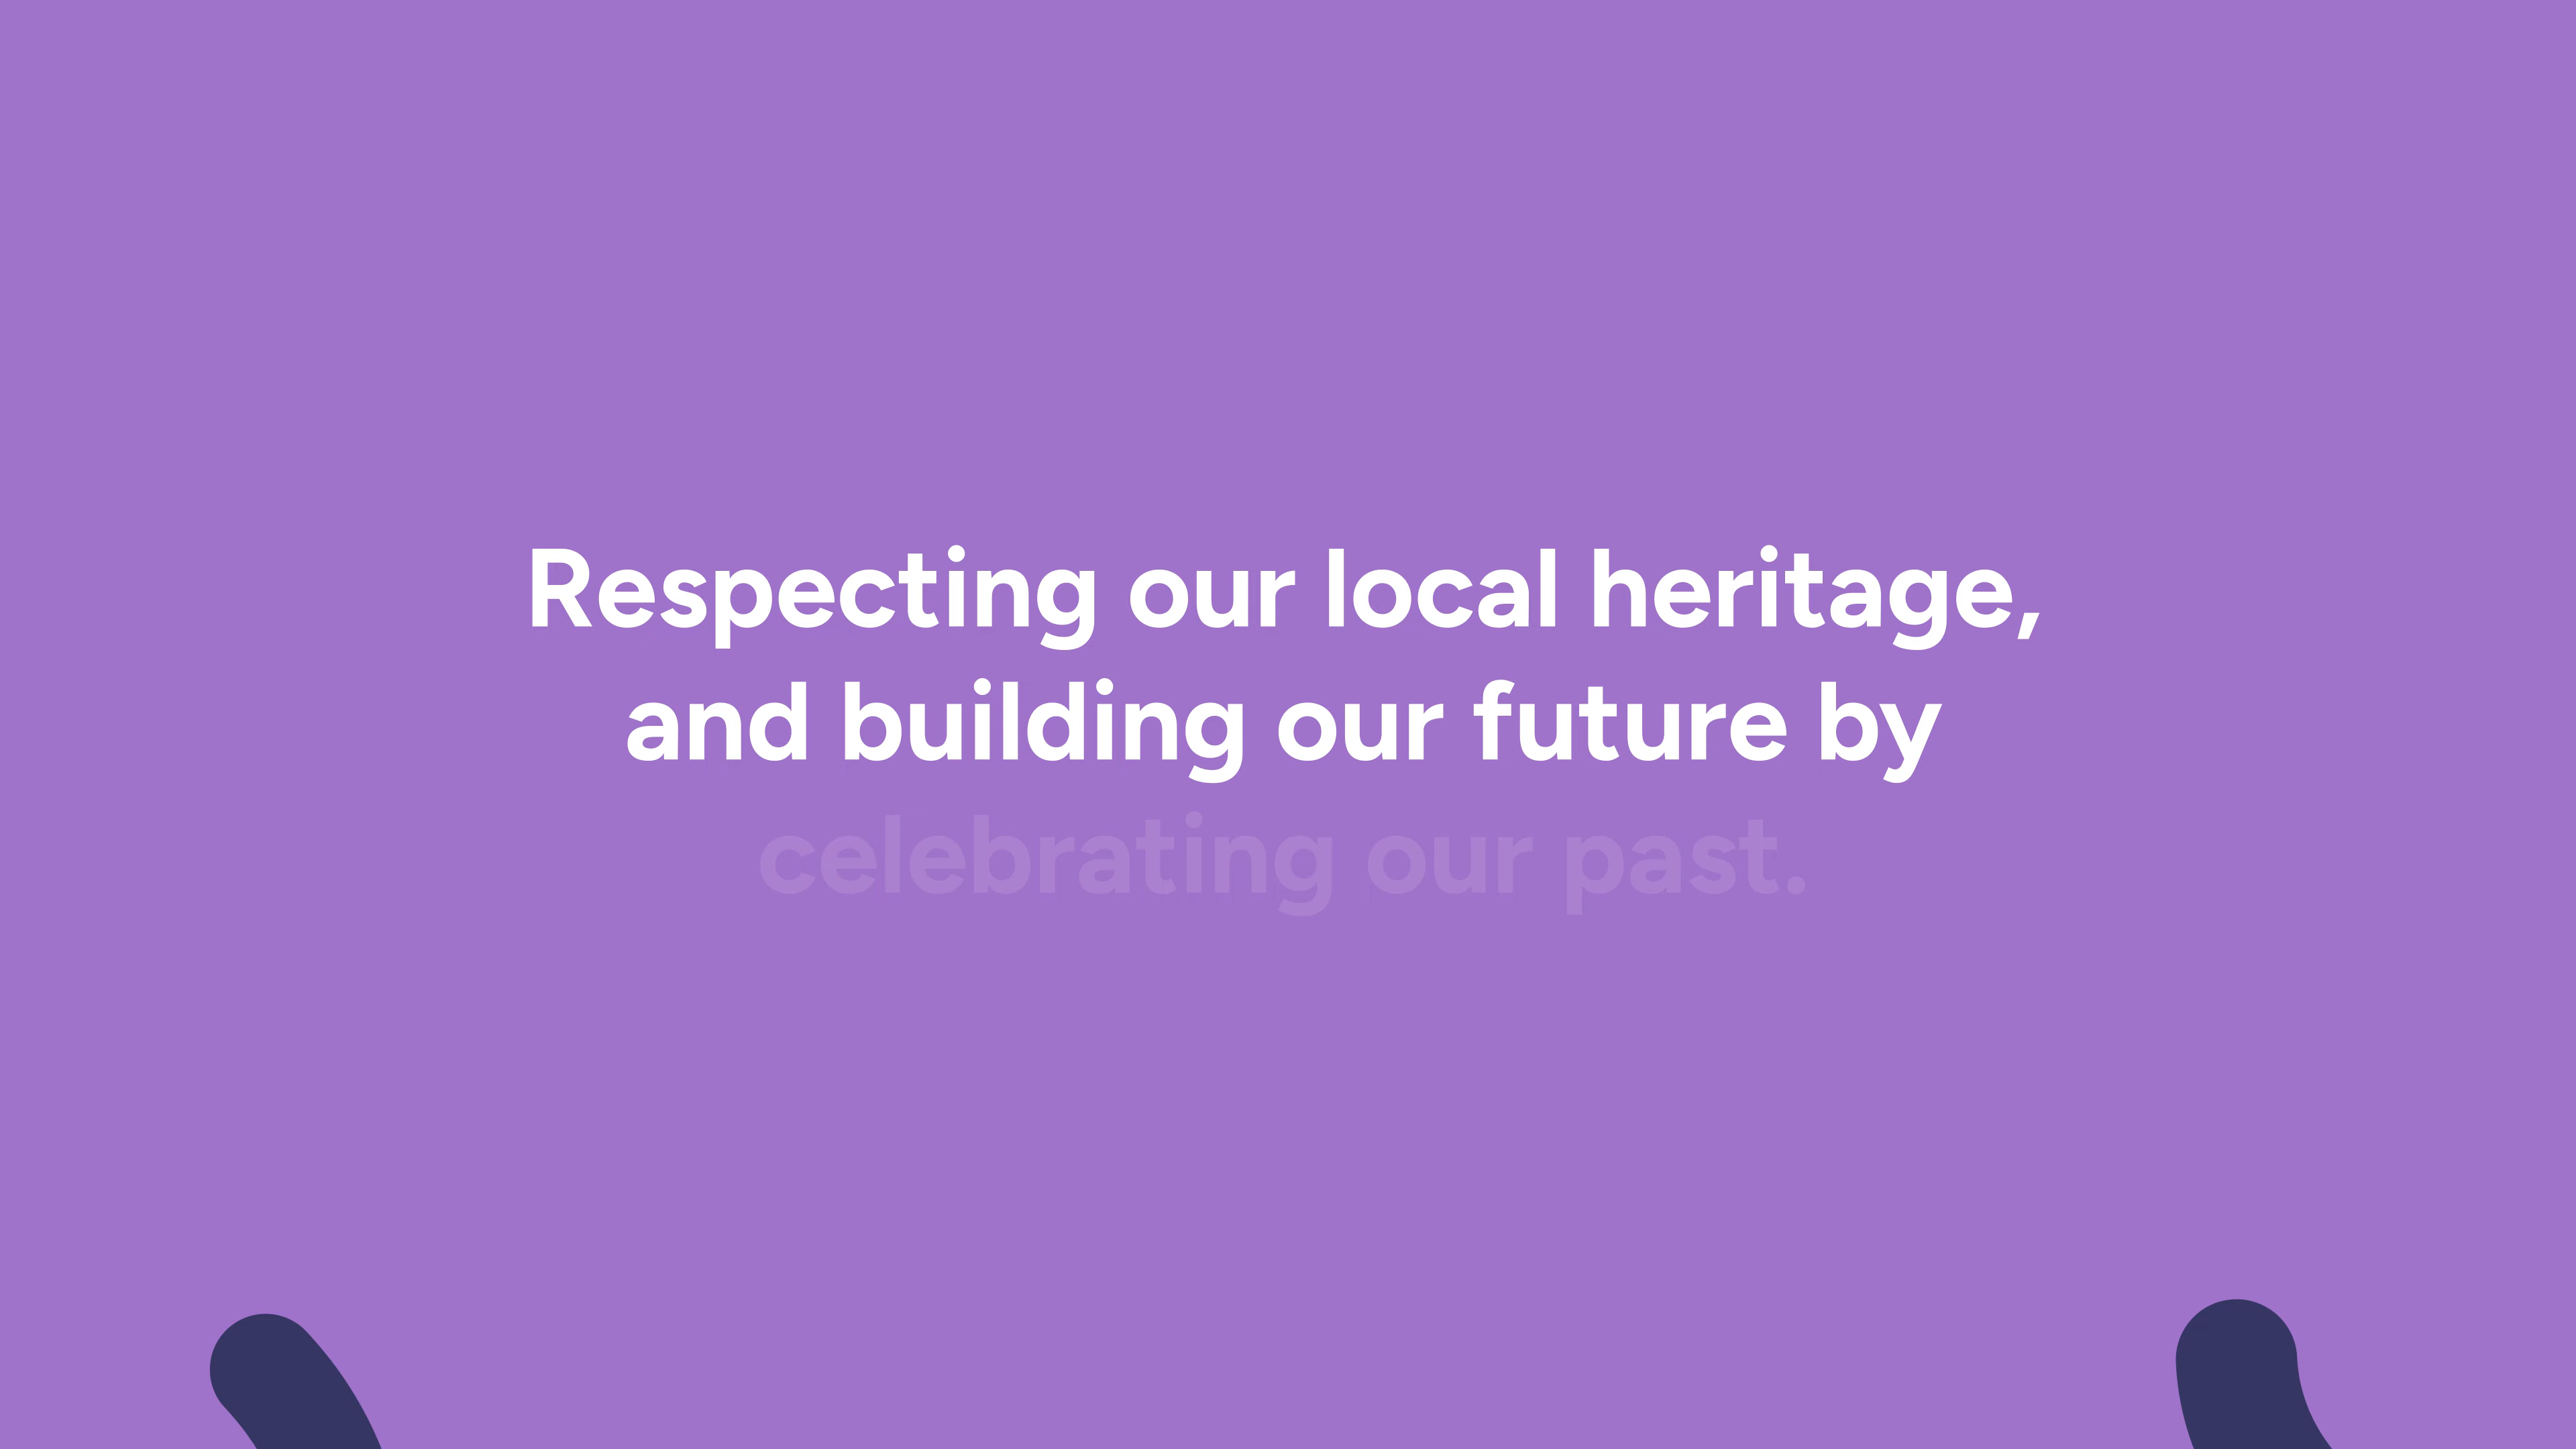 Respecting our local heritage,
and building our future by
celebrating our past.